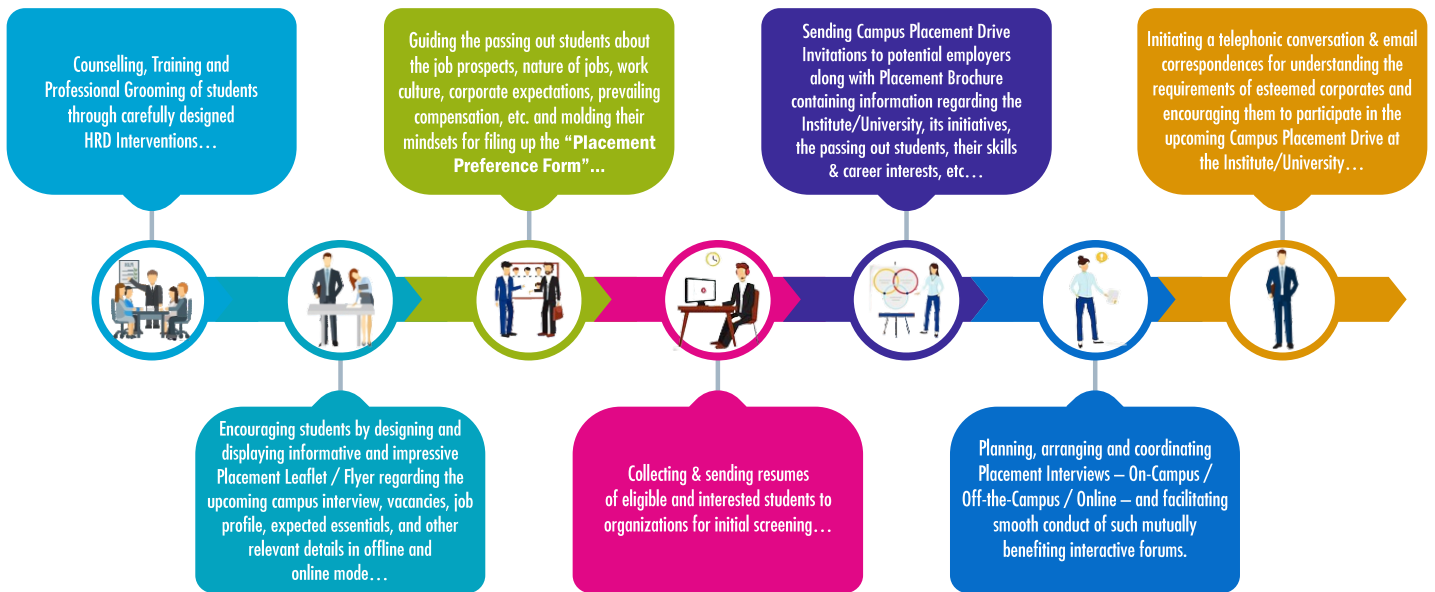 Counselling, Training and
Professional Grooming of students
through carefully designed
HRD Interventions…
Guiding the passing out students about
the job prospects, nature of jobs, work
culture, corporate expectations, prevailing
compensation, etc. and molding their
mindsets for filing up the “Placement
Preference Form”...
Sending Campus Placement Drive
Invitations to potential employers
along with Placement Brochure
containing information regarding the
Institute/University, its initiatives,
the passing out students, their skills
& career interests, etc…
Initiating a telephonic conversation & email
correspondences for understanding the
requirements of esteemed corporates and
encouraging them to participate in the
upcoming Campus Placement Drive at
the Institute/University…
Encouraging students by designing and
displaying informative and impressive
Placement Leaflet / Flyer regarding the
upcoming campus interview, vacancies, job
profile, expected essentials, and other
relevant details in offline and
online mode…
Collecting & sending resumes
of eligible and interested students to
organizations for initial screening…
Planning, arranging and coordinating
Placement Interviews – On-Campus /
Off-the-Campus / Online – and facilitating
smooth conduct of such mutually
benefiting interactive forums.